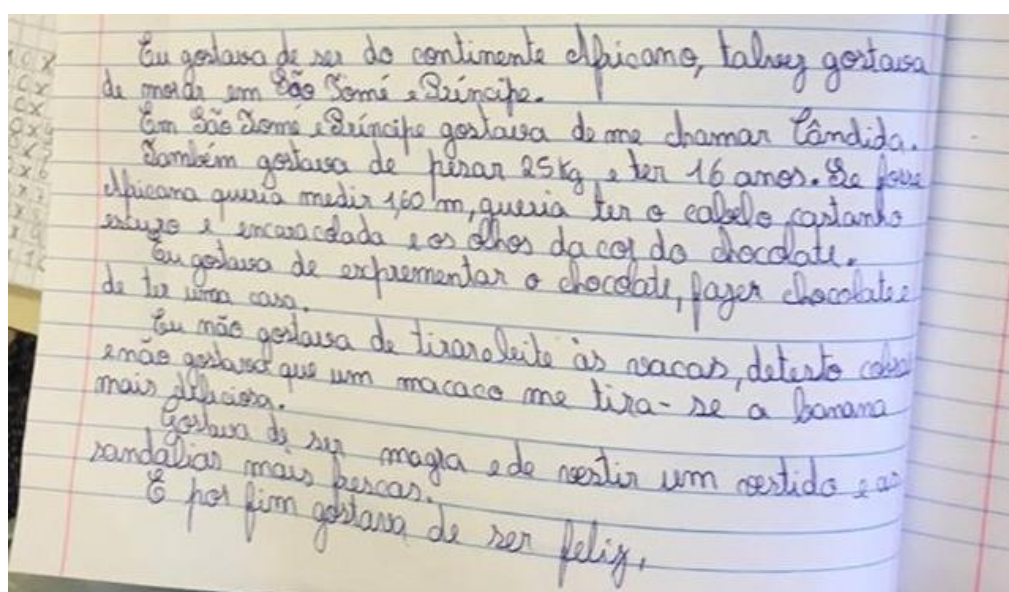 Eu gostava de ser do continente Africano, talvez gostava
de morar em São Tomé e Príncipe.
Em São Tomé e Príncipe gostava de me chamar Cândida.
Também gostava de pesar 25Kg e ter 16 anos. Se fosse
Africana queria medir 1,60 m, queria ter o cabelo castanho
escuro e encaracolada e os olhos da cor do chocolate.
Eu gostava de exprementar o chocolate, fazer chocolate e
de ter uma casa.
Eu não gostava de tirar o leite às vacas, detesto
e não gostava que um macaco me tira-se a banana
mais deliciosa.
Gostava de ser magra e de vestir um vestido e as
sandálias mais frescas.
E por fim gostava de ser feliz.